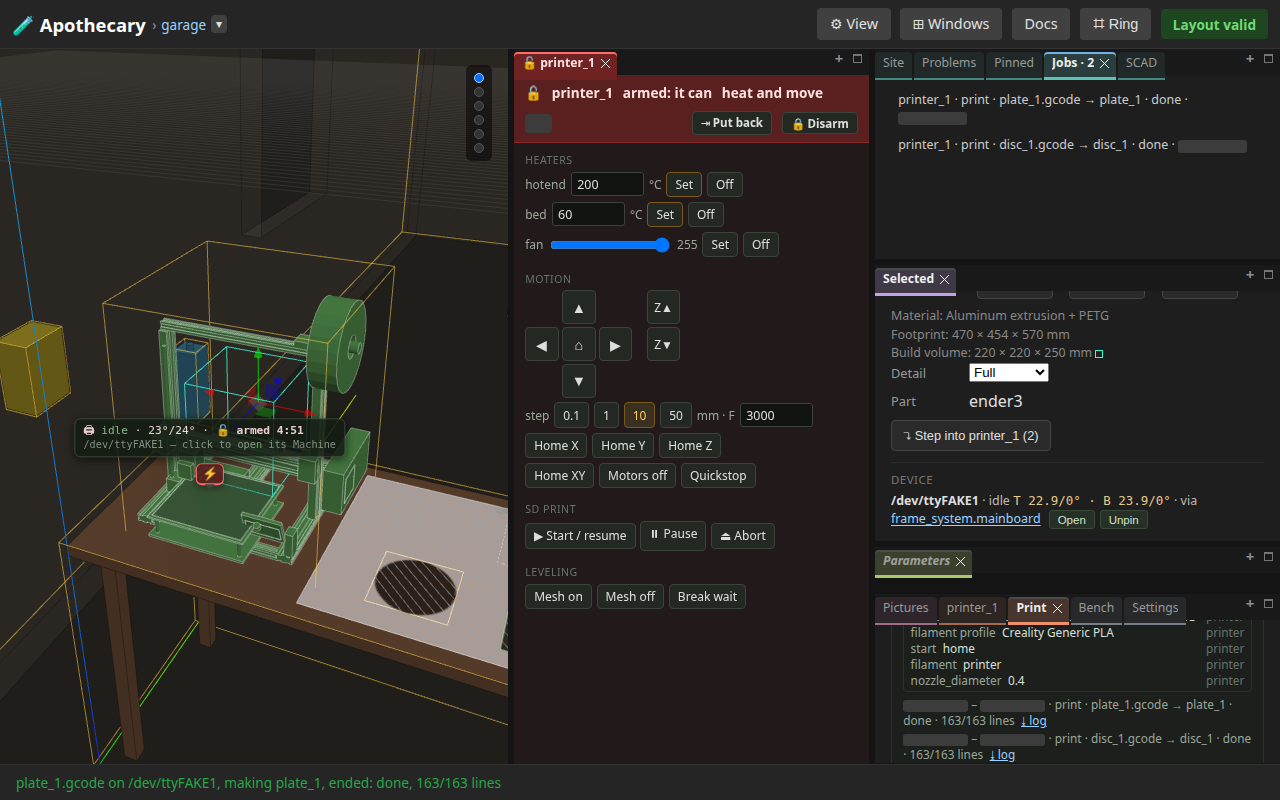 Apothecary › garage ▾
⚙ View
⊞ Windows
Docs
⌗ Ring
Layout valid
🖨 idle · 23°/24° · 🔓 armed 4:51
/dev/ttyFAKE1 — click to open its Machine
🔓 printer_1
🔓 printer_1 armed: it can heat and move
⇥ Put back
🔒 Disarm
HEATERS
hotend 200 °C Set Off
bed 60 °C Set Off
fan 255 Set Off
MOTION
▲ Z▲
◀ ⌂ ▶ Z▼
▼
step 0.1 1 10 50 mm · F 3000
Home X Home Y Home Z
Home XY Motors off Quickstop
SD PRINT
▶ Start / resume ⏸ Pause ⏏ Abort
LEVELING
Mesh on Mesh off Break wait
Site Problems Pinned Jobs · 2 SCAD
printer_1 · print · plate_1.gcode → plate_1 · done ·
printer_1 · print · disc_1.gcode → disc_1 · done ·
Selected
Material: Aluminum extrusion + PETG
Footprint: 470 × 454 × 570 mm
Build volume: 220 × 220 × 250 mm
Detail Full
Part ender3
⤵ Step into printer_1 (2)
DEVICE
/dev/ttyFAKE1 · idle T 22.9/0° · B 23.9/0° · via
frame_system.mainboard Open Unpin
Parameters
Pictures printer_1 Print Bench Settings
filament profile Creality Generic PLA printer
start home printer
filament printer printer
nozzle_diameter 0.4 printer
– · print · plate_1.gcode → plate_1 ·
done · 163/163 lines ⤓log
– · print · disc_1.gcode → disc_1 · done
· 163/163 lines ⤓log
plate_1.gcode on /dev/ttyFAKE1, making plate_1, ended: done, 163/163 lines